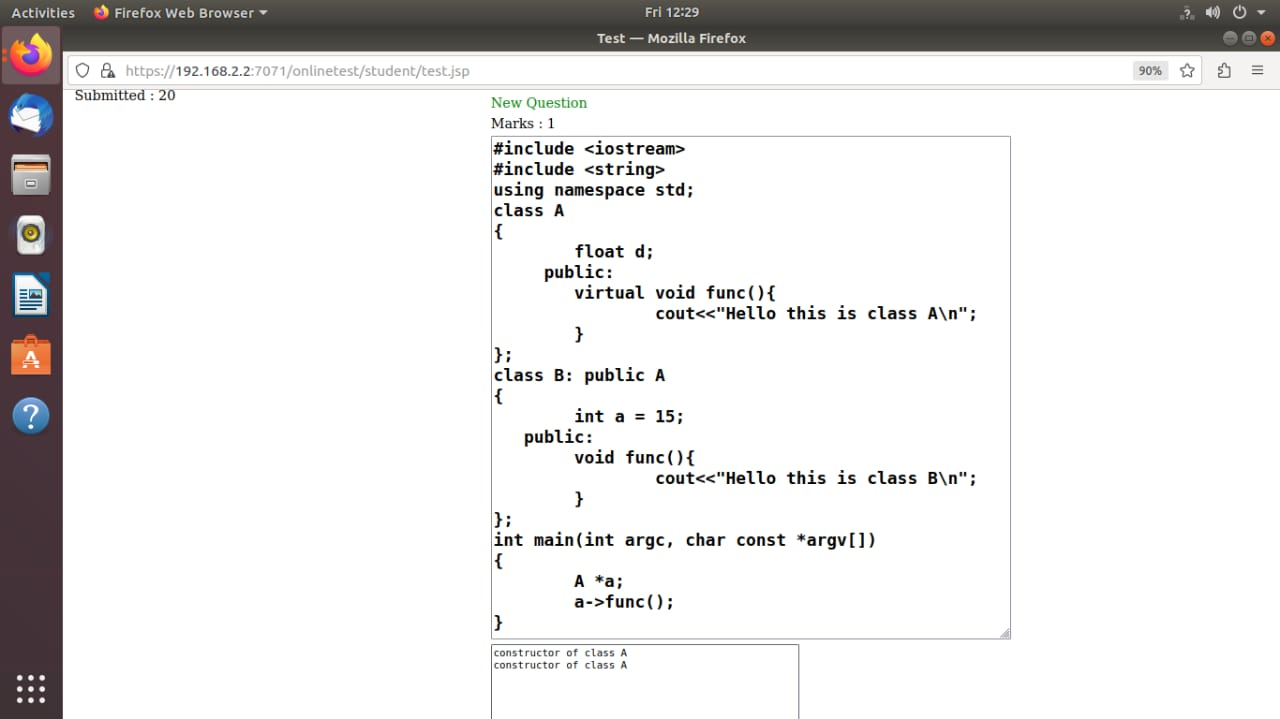 Activities
Firefox Web Browser
Fri 12:29
Test — Mozilla Firefox
https://192.168.2.2:7071/onlinetest/student/test.jsp
90%
Submitted : 20
New Question
Marks : 1
#include <iostream>
#include <string>
using namespace std;
class A
{
        float d;
     public:
        virtual void func(){
                cout<<"Hello this is class A\n";
        }
};
class B: public A
{
        int a = 15;
   public:
        void func(){
                cout<<"Hello this is class B\n";
        }
};
int main(int argc, char const *argv[])
{
        A *a;
        a->func();
}
constructor of class A
constructor of class A